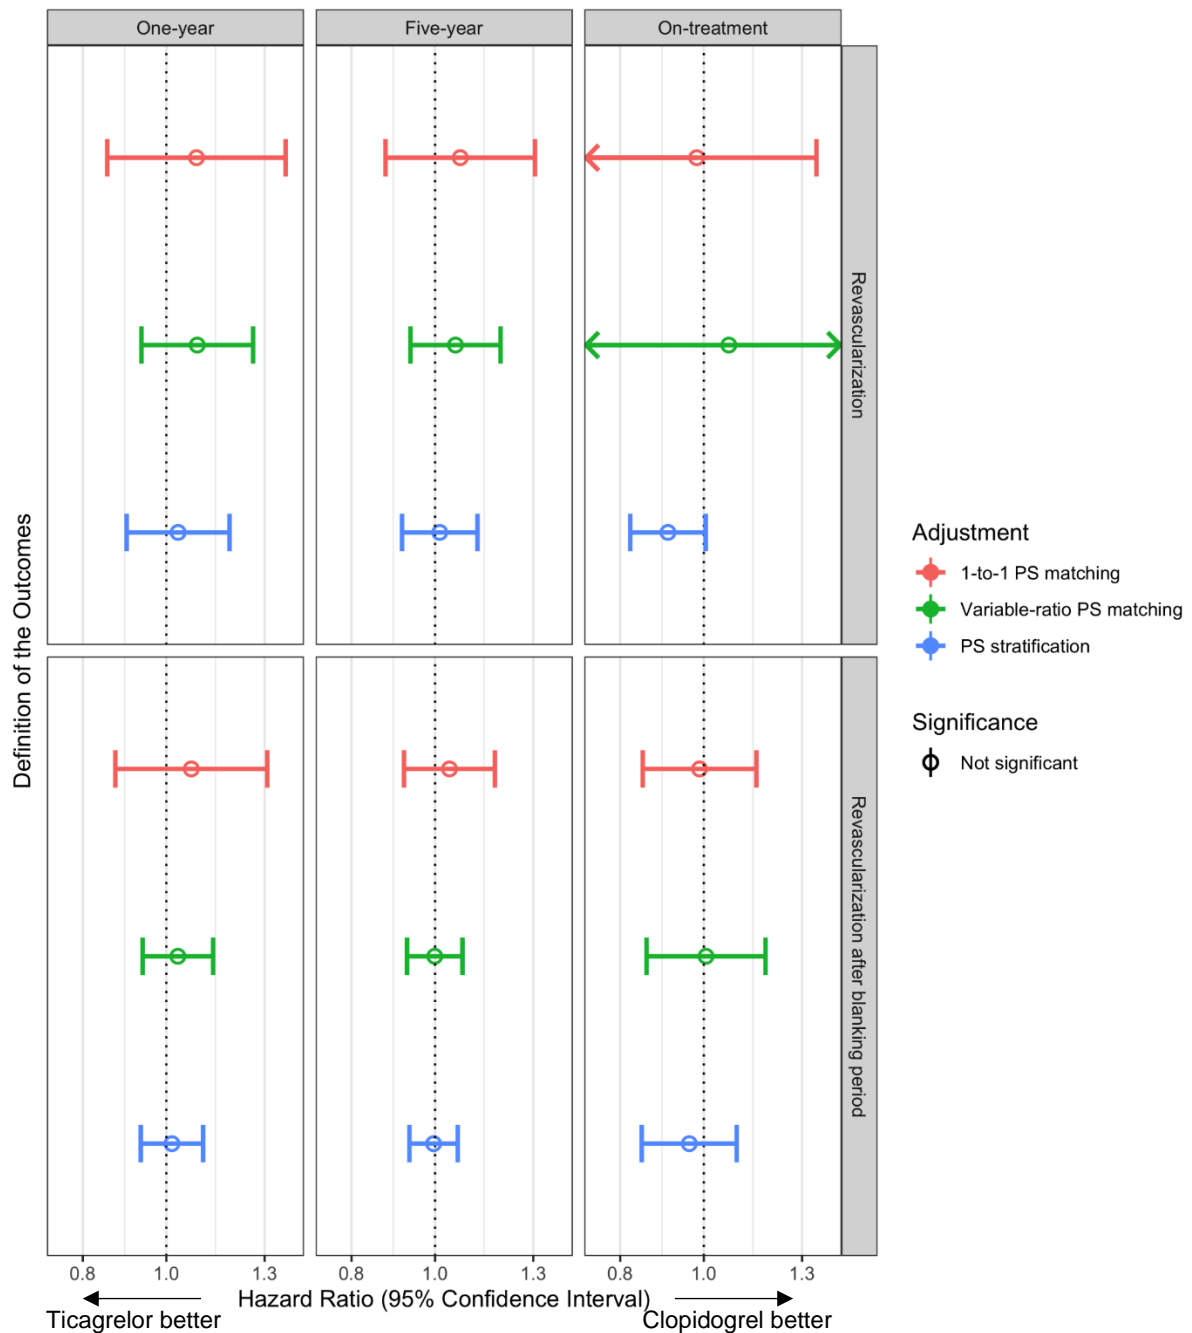 One-year
Five-year
On-treatment
Revascularization
Revascularization after blanking period
Definition of the Outcomes
Adjustment
1-to-1 PS matching
Variable-ratio PS matching
PS stratification
Significance
Not significant
0.8 1.0 1.3 0.8 1.0 1.3 0.8 1.0 1.3
Hazard Ratio (95% Confidence Interval)
Ticagrelor better
Clopidogrel better